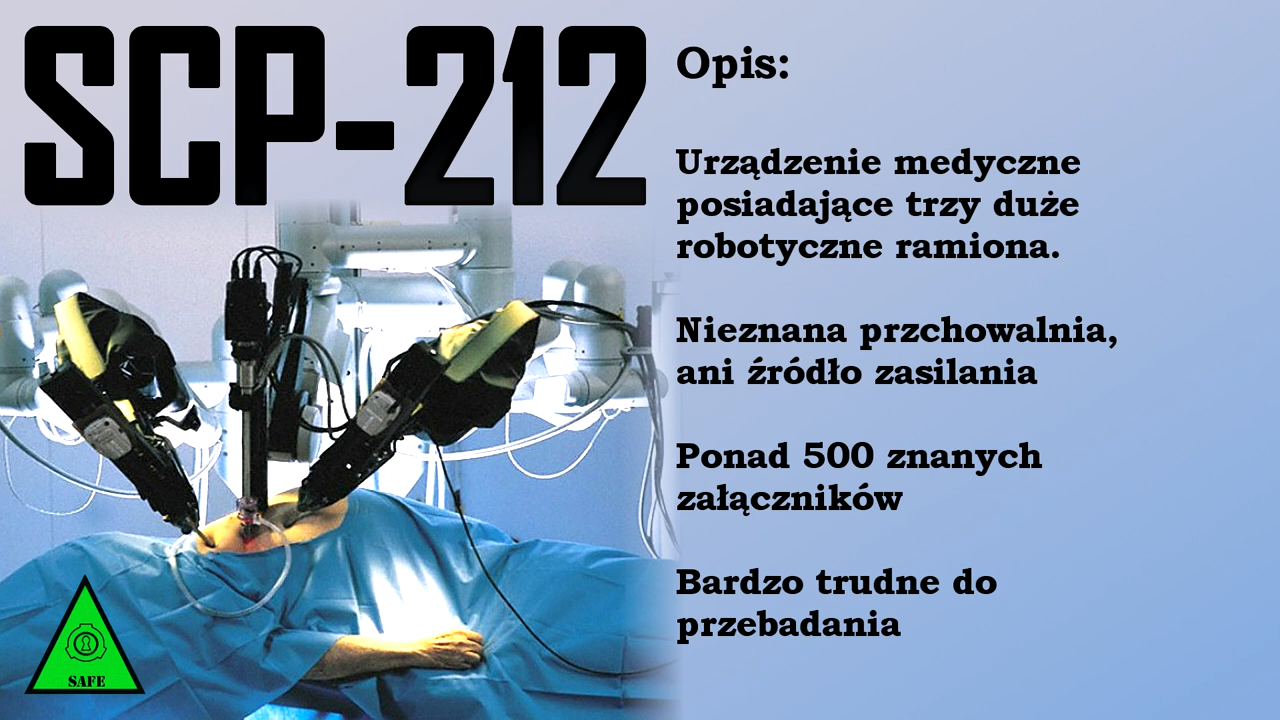 SCP-212
Opis:
Urządzenie medyczne
posiadające trzy duże
robotyczne ramiona.
Nieznana przchowalnia,
ani źródło zasilania
Ponad 500 znanych
załączników
Bardzo trudne do
przebadania
SAFE